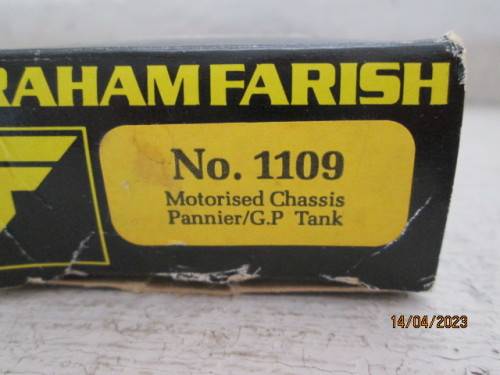 RAHAM FARISH
No. 1109
Motorised Chassis
Pannier/G.P Tank
14/04/2023